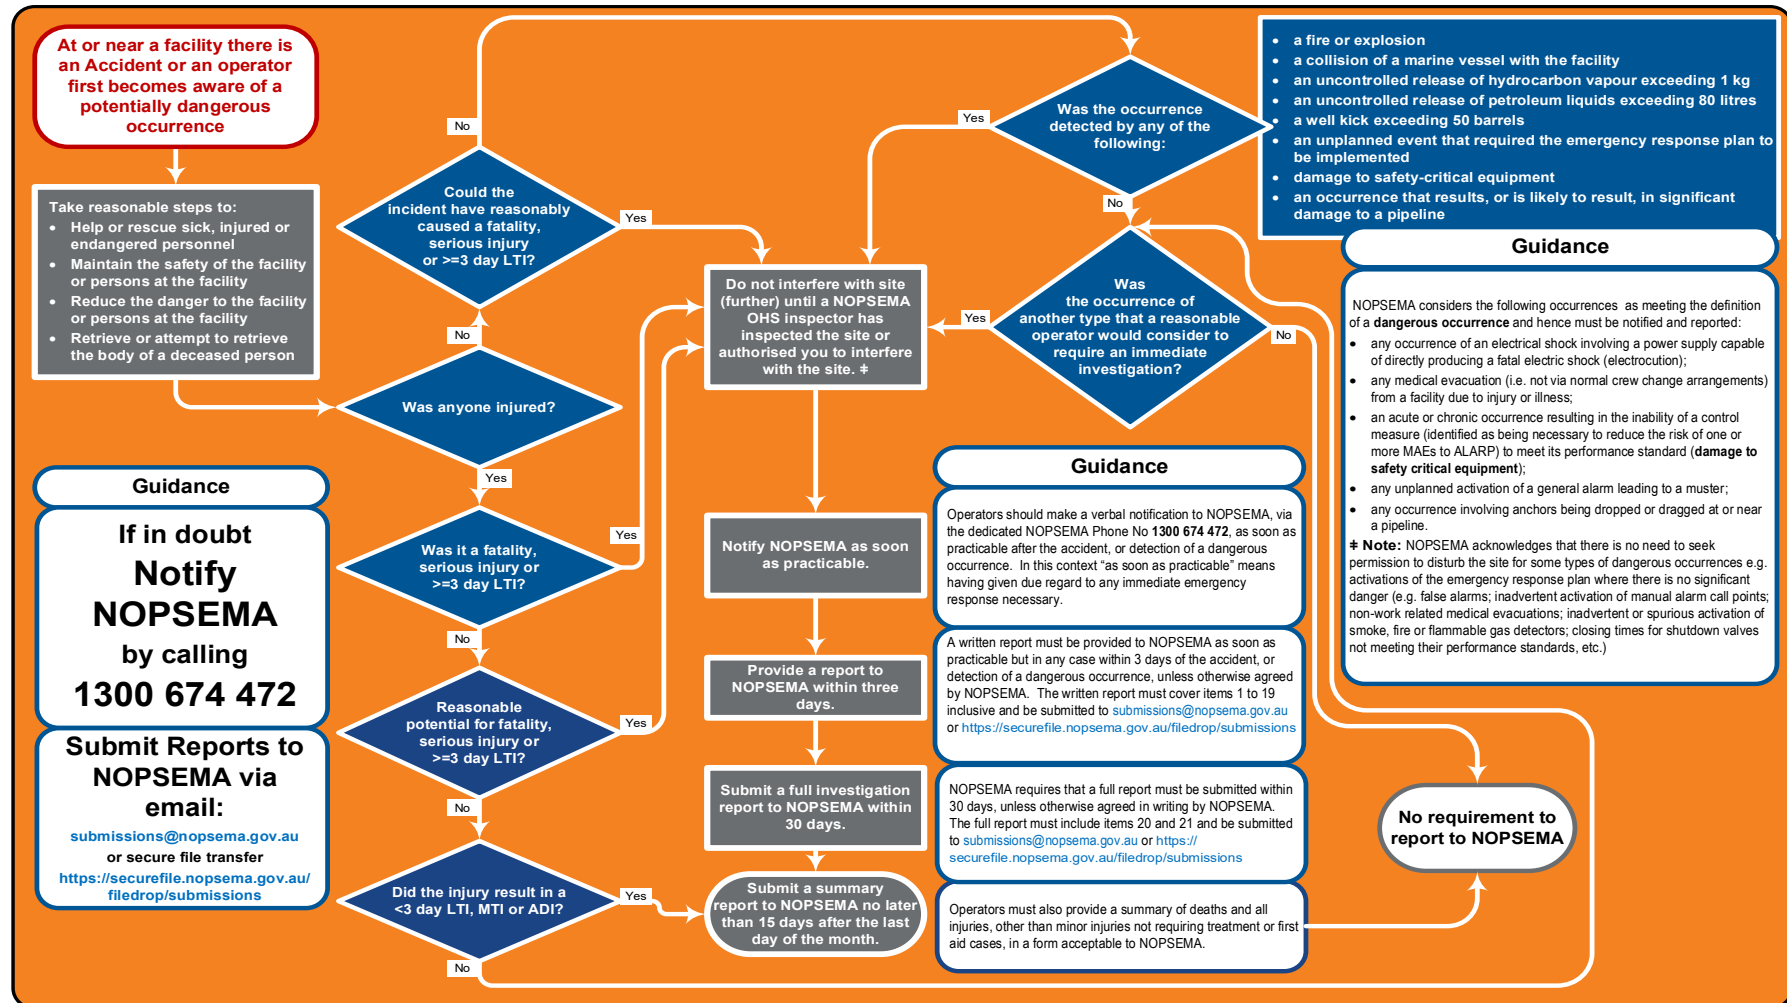 At or near a facility there is
an Accident or an operator
first becomes aware of a
potentially dangerous
occurrence
Take reasonable steps to:
• Help or rescue sick, injured or
endangered personnel
• Maintain the safety of the facility
or persons at the facility
• Reduce the danger to the facility
or persons at the facility
• Retrieve or attempt to retrieve
the body of a deceased person
Guidance
If in doubt
Notify
NOPSEMA
by calling
1300 674 472
Submit Reports to
NOPSEMA via
email:
submissions@nopsema.gov.au
or secure file transfer
https://securefile.nopsema.gov.au/
filedrop/submissions
No
Could the
incident have reasonably
caused a fatality,
serious injury
or >=3 day LTI?
Yes
No
Was anyone injured?
Yes
Was it a fatality,
serious injury or
>=3 day LTI?
Yes
No
Reasonable
potential for fatality,
serious injury or
>=3 day LTI?
Yes
No
Did the injury result in a
<3 day LTI, MTI or ADI?
Yes
No
Do not interfere with site
(further) until a NOPSEMA
OHS inspector has
inspected the site or
authorised you to interfere
with the site. ǂ
Notify NOPSEMA as soon
as practicable.
Provide a report to
NOPSEMA within three
days.
Submit a full investigation
report to NOPSEMA within
30 days.
Submit a summary
report to NOPSEMA no later
than 15 days after the last
day of the month.
Yes
Was the occurrence
detected by any of the
following:
No
Yes
Was
the occurrence of
another type that a reasonable
operator would consider to
require an immediate
investigation?
No
• a fire or explosion
• a collision of a marine vessel with the facility
• an uncontrolled release of hydrocarbon vapour exceeding 1 kg
• an uncontrolled release of petroleum liquids exceeding 80 litres
• a well kick exceeding 50 barrels
• an unplanned event that required the emergency response plan to
be implemented
• damage to safety-critical equipment
• an occurrence that results, or is likely to result, in significant
damage to a pipeline
Guidance
NOPSEMA considers the following occurrences as meeting the definition
of a dangerous occurrence and hence must be notified and reported:
• any occurrence of an electrical shock involving a power supply capable
of directly producing a fatal electric shock (electrocution);
• any medical evacuation (i.e. not via normal crew change arrangements)
from a facility due to injury or illness;
• an acute or chronic occurrence resulting in the inability of a control
measure (identified as being necessary to reduce the risk of one or
more MAEs to ALARP) to meet its performance standard (damage to
safety critical equipment);
• any unplanned activation of a general alarm leading to a muster;
• any occurrence involving anchors being dropped or dragged at or near
a pipeline.
ǂ Note: NOPSEMA acknowledges that there is no need to seek
permission to disturb the site for some types of dangerous occurrences e.g.
activations of the emergency response plan where there is no significant
danger (e.g. false alarms; inadvertent activation of manual alarm call points;
non-work related medical evacuations; inadvertent or spurious activation of
smoke, fire or flammable gas detectors; closing times for shutdown valves
not meeting their performance standards, etc.)
Guidance
Operators should make a verbal notification to NOPSEMA, via
the dedicated NOPSEMA Phone No 1300 674 472, as soon as
practicable after the accident, or detection of a dangerous
occurrence. In this context “as soon as practicable” means
having given due regard to any immediate emergency
response necessary.
A written report must be provided to NOPSEMA as soon as
practicable but in any case within 3 days of the accident, or
detection of a dangerous occurrence, unless otherwise agreed
by NOPSEMA. The written report must cover items 1 to 19
inclusive and be submitted to submissions@nopsema.gov.au
or https://securefile.nopsema.gov.au/filedrop/submissions
NOPSEMA requires that a full report must be submitted within
30 days, unless otherwise agreed in writing by NOPSEMA.
The full report must include items 20 and 21 and be submitted
to submissions@nopsema.gov.au or https://
securefile.nopsema.gov.au/filedrop/submissions
Operators must also provide a summary of deaths and all
injuries, other than minor injuries not requiring treatment or first
aid cases, in a form acceptable to NOPSEMA.
No requirement to
report to NOPSEMA